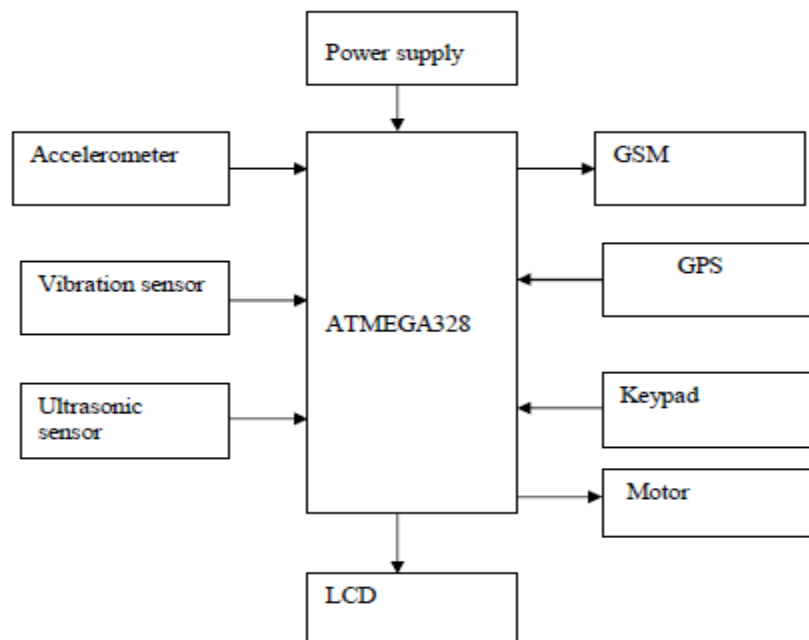 Power supply
Accelerometer
GSM
Vibration sensor
GPS
ATMEGA328
Ultrasonic
sensor
Keypad
Motor
LCD